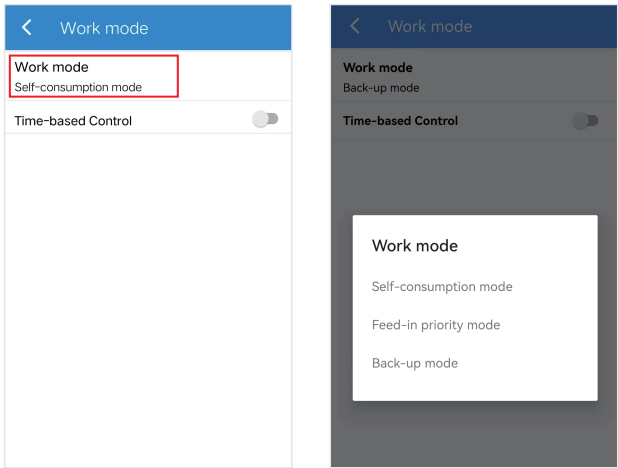 Work mode
Work mode
Self-consumption mode
Time-based Control
Work mode
Work mode
Back-up mode
Time-based Control
Work mode
Self-consumption mode
Feed-in priority mode
Back-up mode